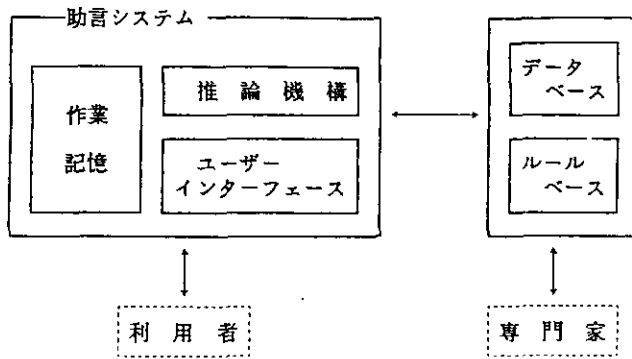 助言システム
作業
記憶
推論機構
ユーザー
インターフェース
データ
ベース
ルール
ベース
利用者
専門家